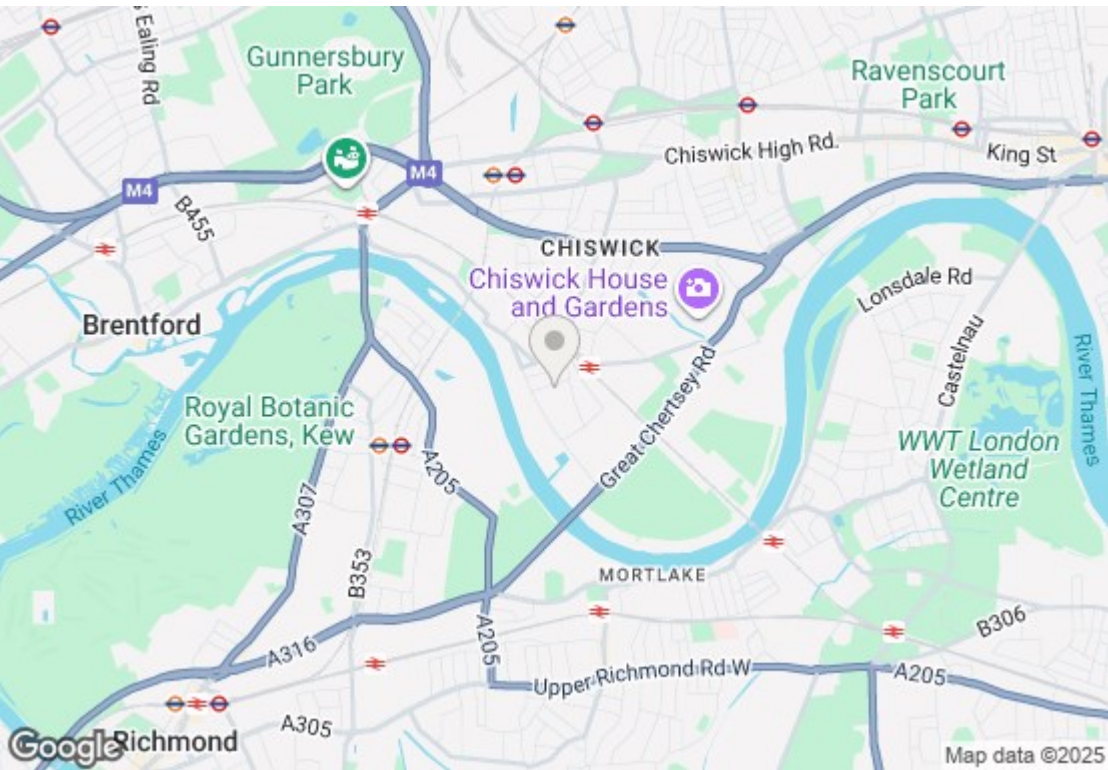 s Ealing Rd
Gunnersbury
Park
Ravenscourt
Park
Chiswick High Rd.
King St
M4
M4
B455
CHISWICK
Chiswick House
and Gardens
Lonsdale Rd
Brentford
Castelnau
River Thames
Great Chertsey Rd
Royal Botanic
Gardens, Kew
A205
WWT London
Wetland
Centre
River Thames
A307
B353
MORTLAKE
B306
A316
A205
Upper Richmond Rd W
A205
A305
Richmond
Google
Map data ©2025